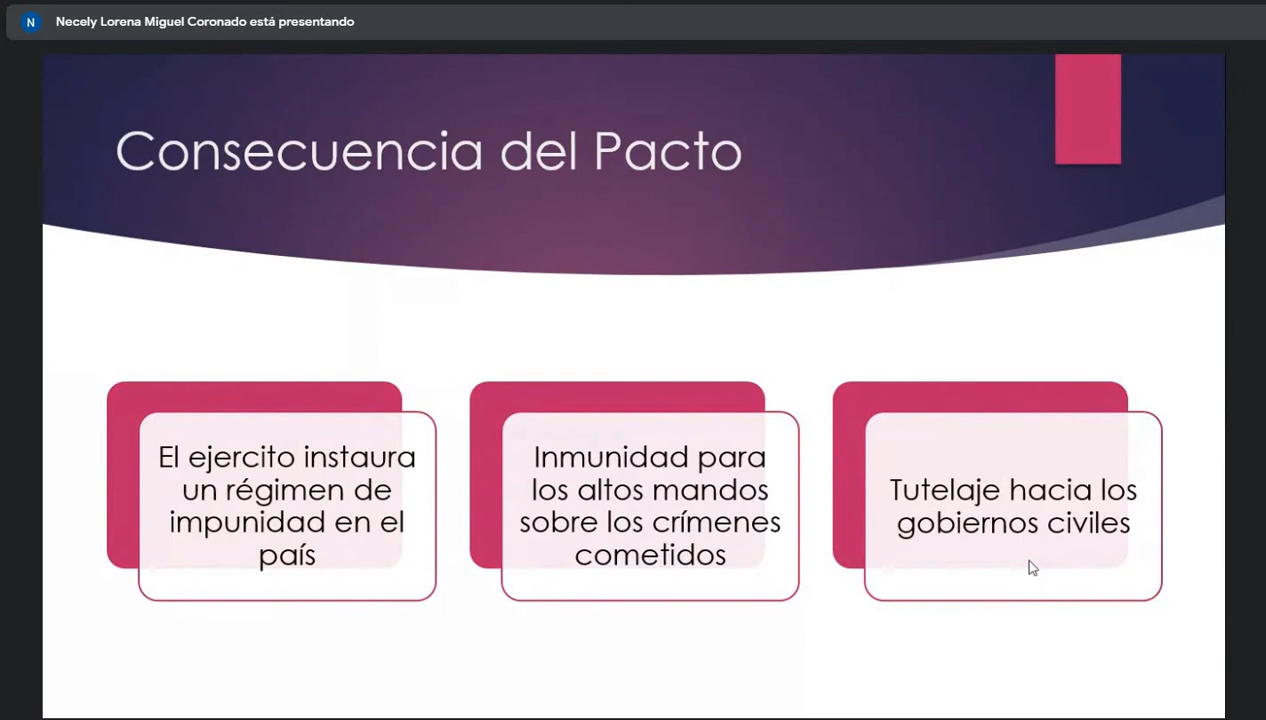 N
Necely Lorena Miguel Coronado está presentando
Consecuencia del Pacto
El ejercito instaura
un régimen de
impunidad en el
país
Inmunidad para
los altos mandos
sobre los crímenes
cometidos
Tutelaje hacia los
gobiernos civiles